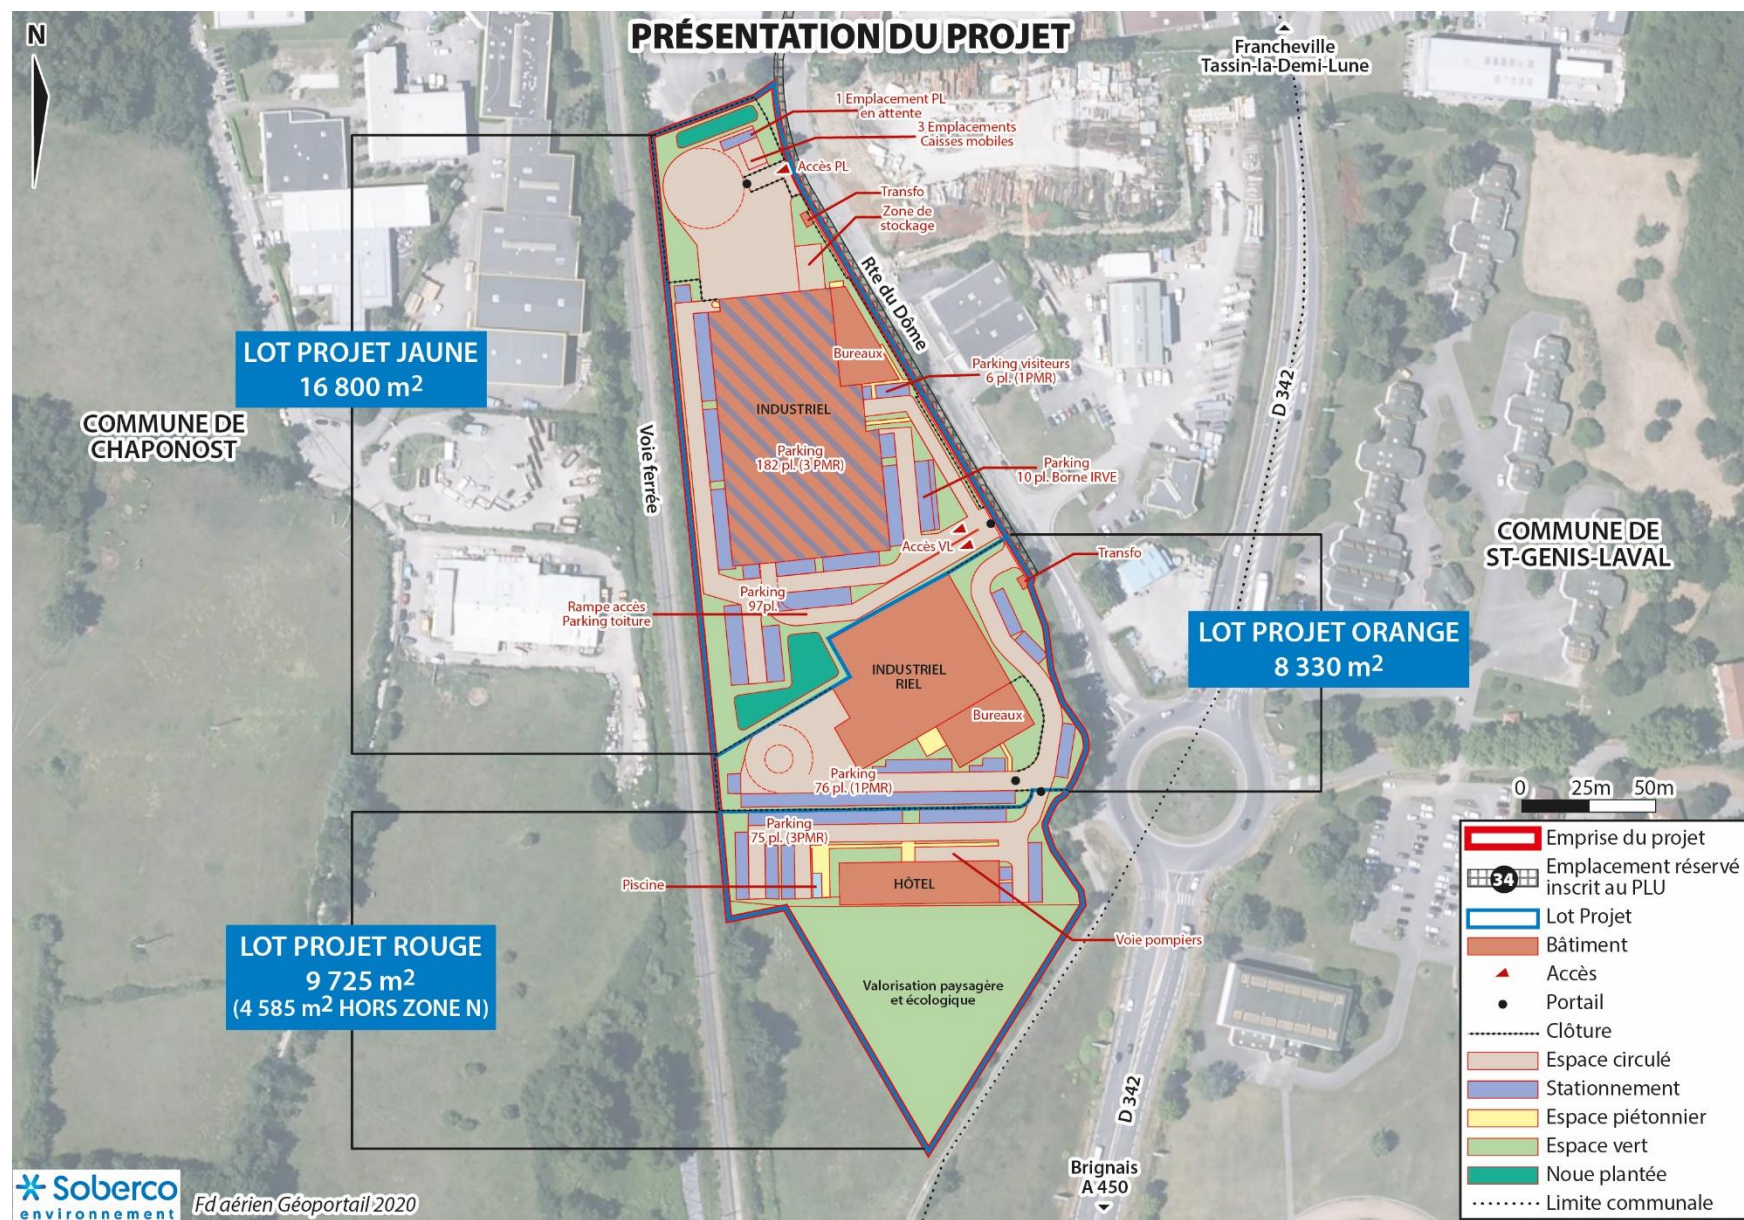 PRÉSENTATION DU PROJET
N
Francheville
Tassin-la-Demi-Lune
1 Emplacement PL
en attente
3 Emplacements
Caisses mobiles
Accès PL
Transfo
Zone de
stockage
Rte du Dôme
LOT PROJET JAUNE
16 800 m²
COMMUNE DE
CHAPONOST
Voie ferrée
Bureaux
Parking visiteurs
6 pl. (1PMR)
INDUSTRIEL
Parking
182 pl. (3 PMR)
Parking
10 pl. Borne IRVE
D 342
COMMUNE DE
ST-GENIS-LAVAL
Accès VL
Transfo
Parking
97pl.
Rampe accès
Parking toiture
LOT PROJET ORANGE
8 330 m²
INDUSTRIEL
RIEL
Bureaux
Parking
76 pl. (1PMR)
0 25m 50m
Parking
75 pl. (3PMR)
Piscine
HÔTEL
Voie pompiers
LOT PROJET ROUGE
9 725 m²
(4 585 m² HORS ZONE N)
Valorisation paysagère
et écologique
D 342
Brignais
A 450
Emprise du projet
34
Emplacement réservé
inscrit au PLU
Lot Projet
Bâtiment
Accès
Portail
Clôture
Espace circulé
Stationnement
Espace piétonnier
Espace vert
Noue plantée
Limite communale
Soberco
environnement
Fd aérien Géoportail 2020